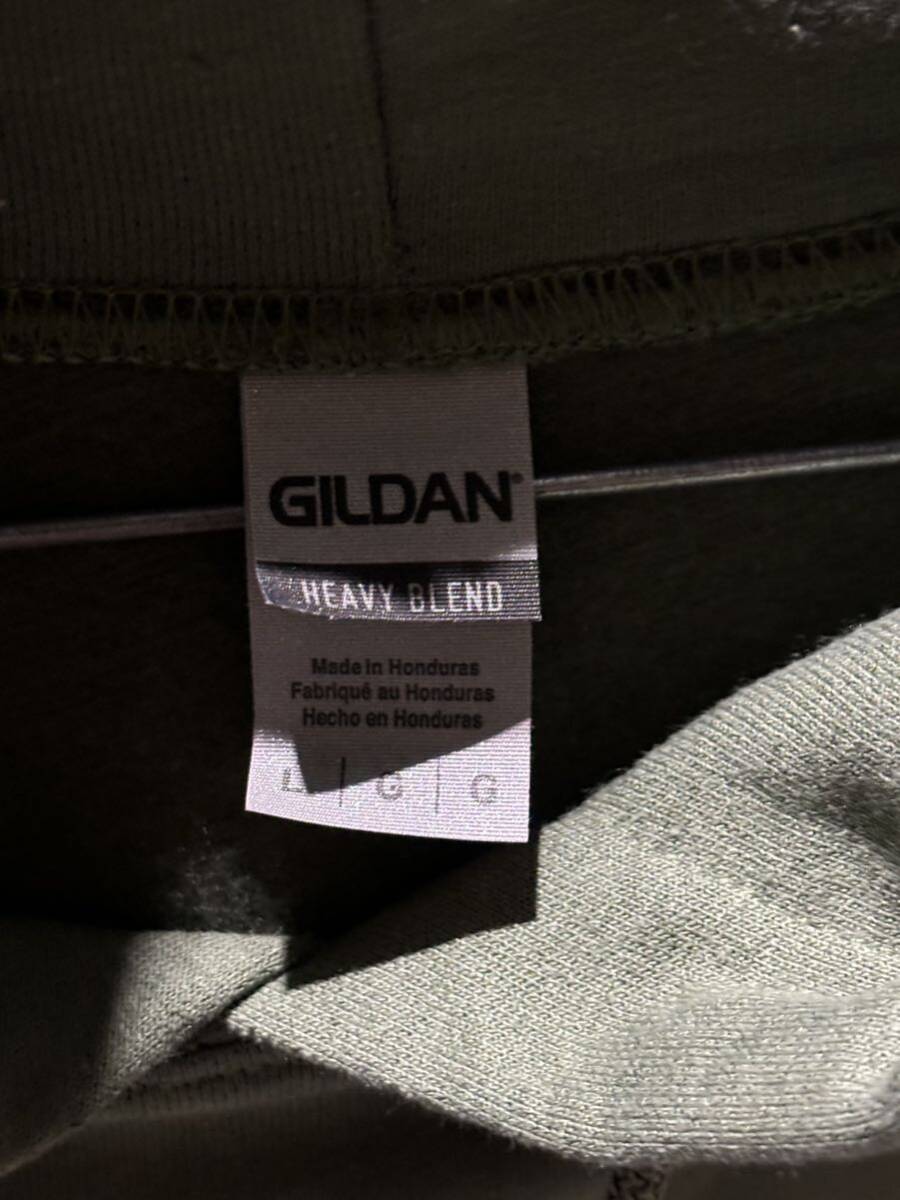 GILDAN®
HEAVY BLEND
Made in Honduras
Fabriqué au Honduras
Hecho en Honduras
L | G | G